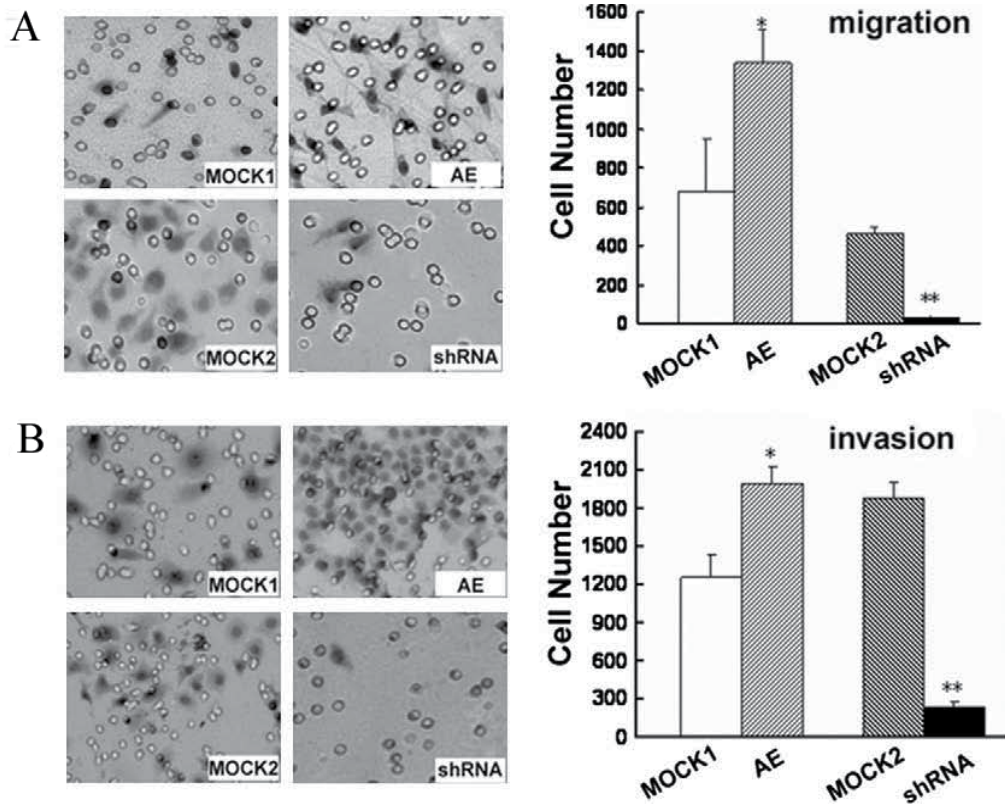 A
MOCK1
AE
MOCK2
shRNA
migration
Cell Number
1600
1400
1200
1000
800
600
400
200
0
*
**
MOCK1
AE
MOCK2
shRNA
B
MOCK1
AE
MOCK2
shRNA
invasion
Cell Number
2400
2100
1800
1500
1200
900
600
300
0
*
**
MOCK1
AE
MOCK2
shRNA